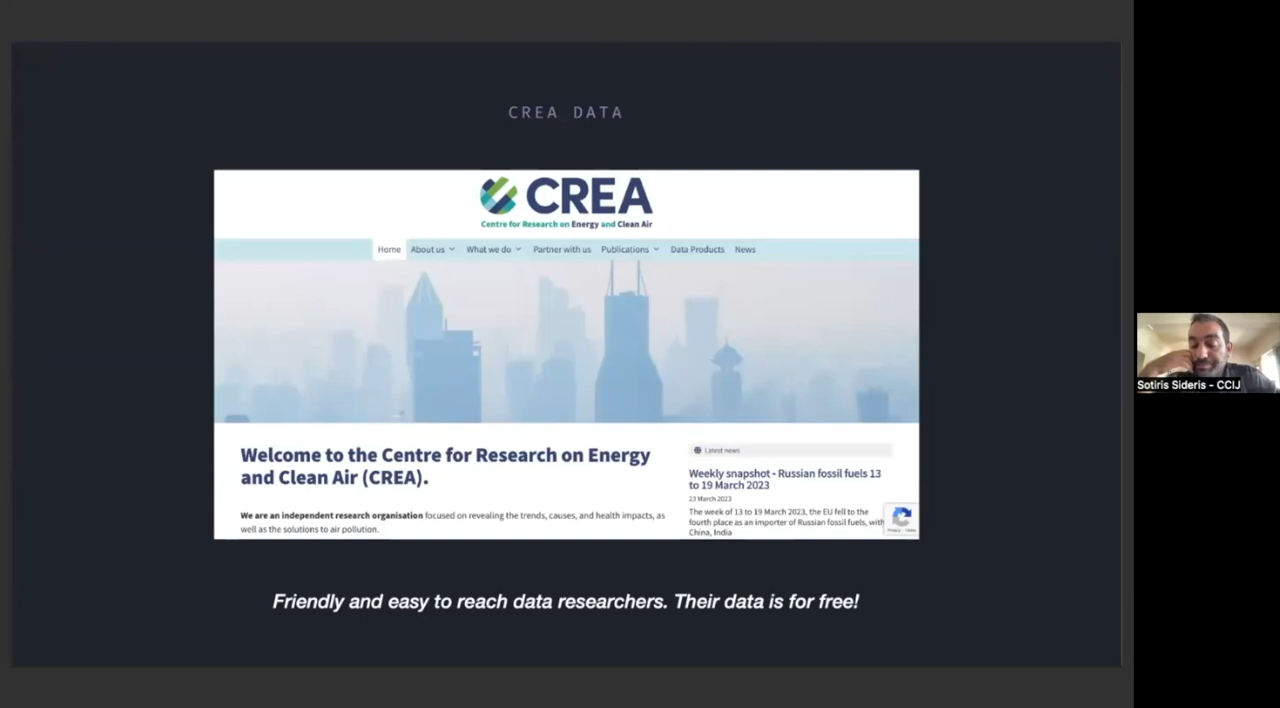 CREA DATA
CREA
Centre for Research on Energy and Clean Air
Home About us What we do Partner with us Publications Data Products News
Welcome to the Centre for Research on Energy
and Clean Air (CREA).
We are an independent research organisation focused on revealing the trends, causes, and health impacts, as
well as the solutions to air pollution.
Latest news
Weekly snapshot - Russian fossil fuels 13
to 19 March 2023
23 March 2023
The week of 13 to 19 March 2023, the EU fell to the
fourth place as an importer of Russian fossil fuels, with
China, India
Privacy - Terms
Friendly and easy to reach data researchers. Their data is for free!
Sotiris Sideris - CCIJ